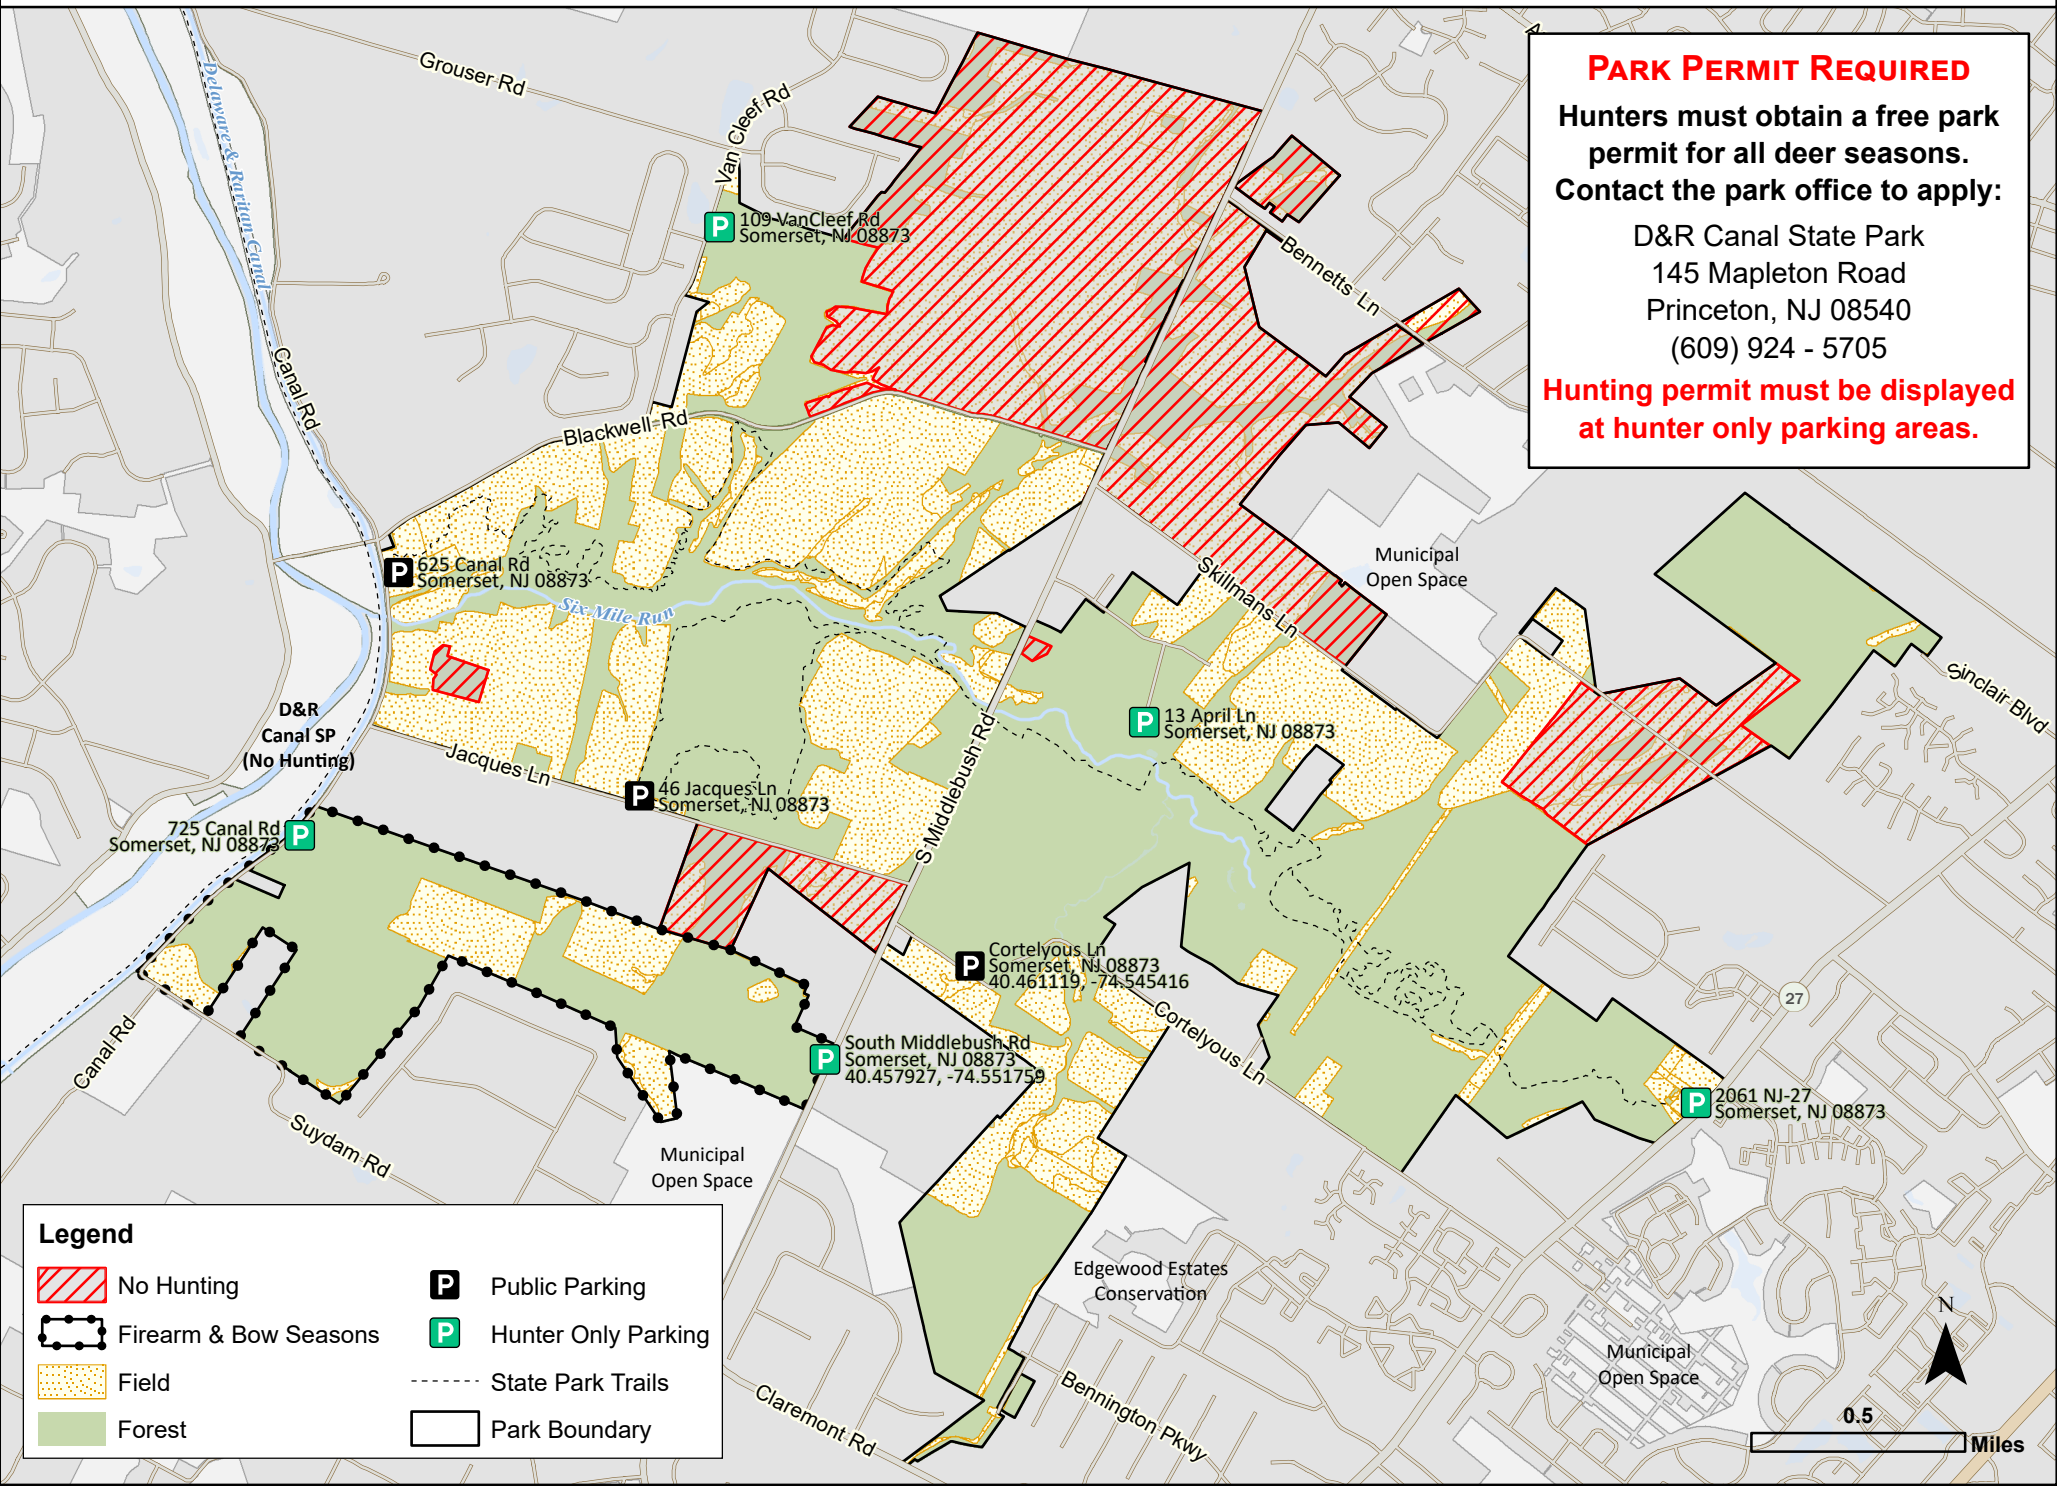 PARK PERMIT REQUIRED
Hunters must obtain a free park
permit for all deer seasons.
Contact the park office to apply:
D&R Canal State Park
145 Mapleton Road
Princeton, NJ 08540
(609) 924 - 5705
Hunting permit must be displayed
at hunter only parking areas.
Grouser Rd
Van Cleef Rd
Delaware & Raritan Canal
109 VanCleef Rd
Somerset, NJ 08873
Bennetts Ln
Canal Rd
Blackwell Rd
625 Canal Rd
Somerset, NJ 08873
Six Mile Run
Skillmans Ln
Municipal
Open Space
Sinclair Blvd
D&R
Canal SP
(No Hunting)
Jacques Ln
13 April Ln
Somerset, NJ 08873
S Middlebush Rd
46 Jacques Ln
Somerset, NJ 08873
725 Canal Rd
Somerset, NJ 08873
Cortelyous Ln
Somerset, NJ 08873
40.461119, -74.545416
Cortelyous Ln
27
South Middlebush Rd
Somerset, NJ 08873
40.457927, -74.551759
2061 NJ-27
Somerset, NJ 08873
Canal Rd
Suydam Rd
Municipal
Open Space
Edgewood Estates
Conservation
Municipal
Open Space
Bennington Pkwy
Claremont Rd
Legend
No Hunting
Firearm & Bow Seasons
Field
Forest
P Public Parking
P Hunter Only Parking
State Park Trails
Park Boundary
N
0.5
Miles